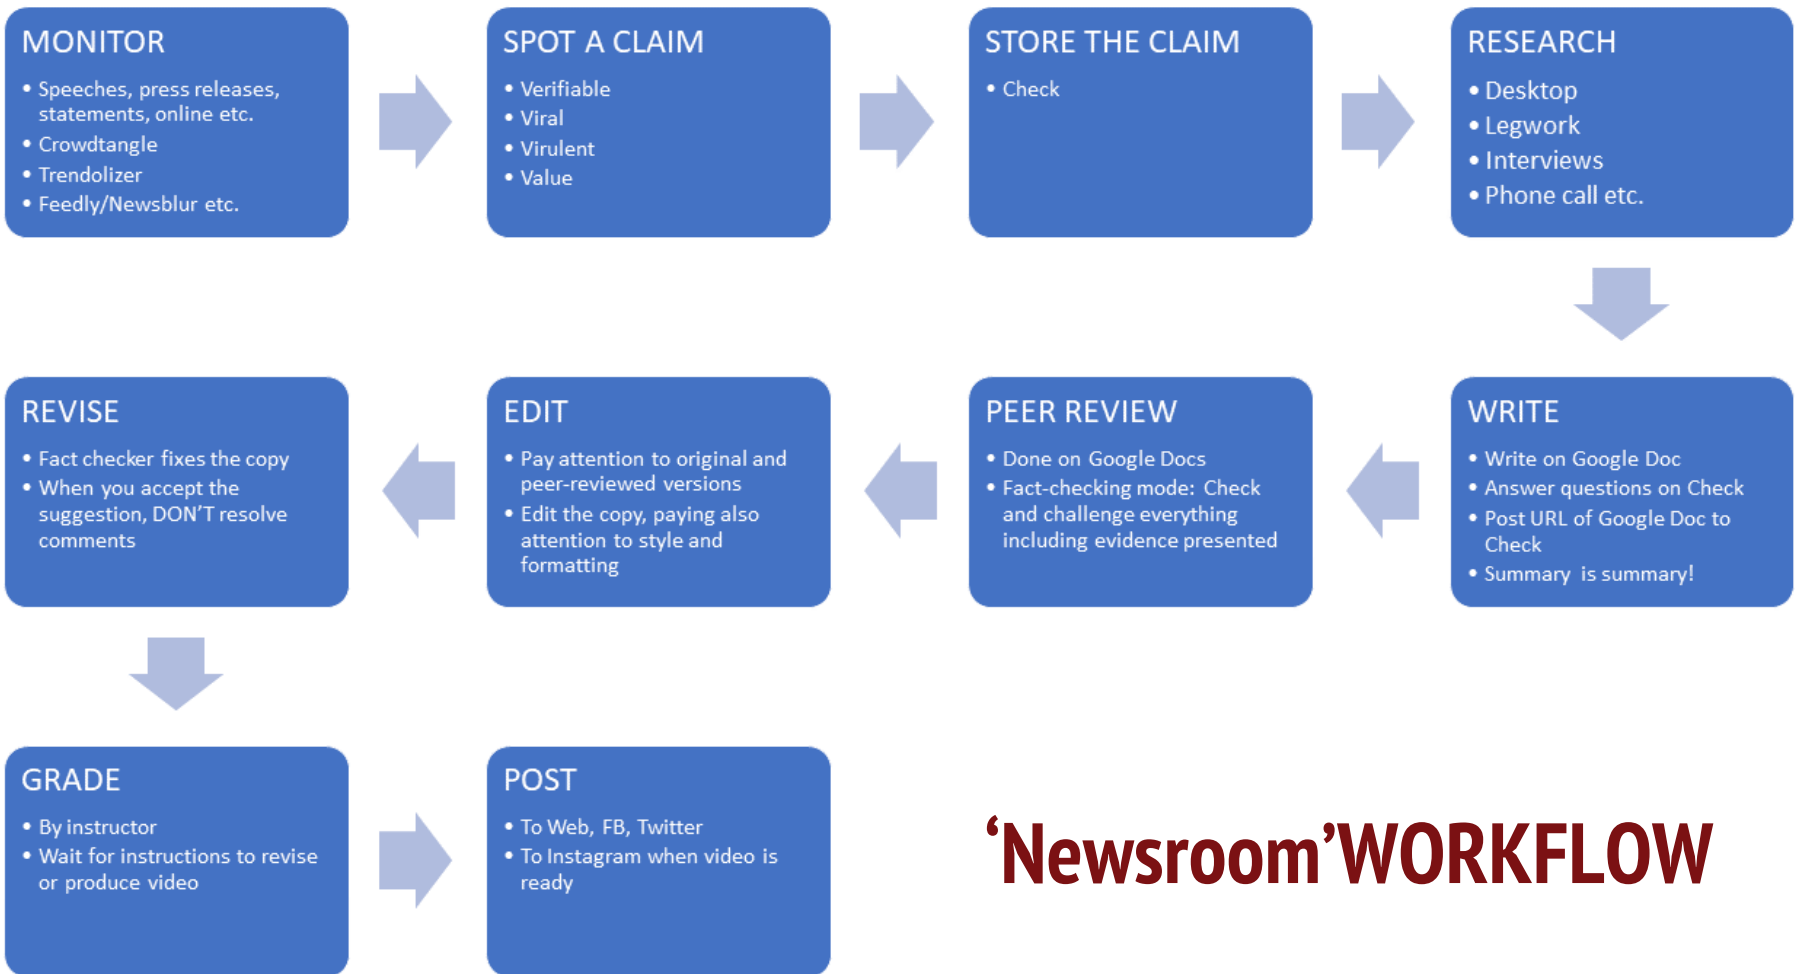 MONITOR
• Speeches, press releases,
statements, online etc.
• Crowdtangle
• Trendolizer
• Feedly/Newsblur etc.
SPOT A CLAIM
• Verifiable
• Viral
• Virulent
• Value
STORE THE CLAIM
• Check
RESEARCH
• Desktop
• Legwork
• Interviews
• Phone call etc.
WRITE
• Write on Google Doc
• Answer questions on Check
• Post URL of Google Doc to
Check
• Summary is summary!
PEER REVIEW
• Done on Google Docs
• Fact-checking mode: Check
and challenge everything
including evidence presented
EDIT
• Pay attention to original and
peer-reviewed versions
• Edit the copy, paying also
attention to style and
formatting
REVISE
• Fact checker fixes the copy
• When you accept the
suggestion, DON’T resolve
comments
GRADE
• By instructor
• Wait for instructions to revise
or produce video
POST
• To Web, FB, Twitter
• To Instagram when video is
ready
‘Newsroom’WORKFLOW